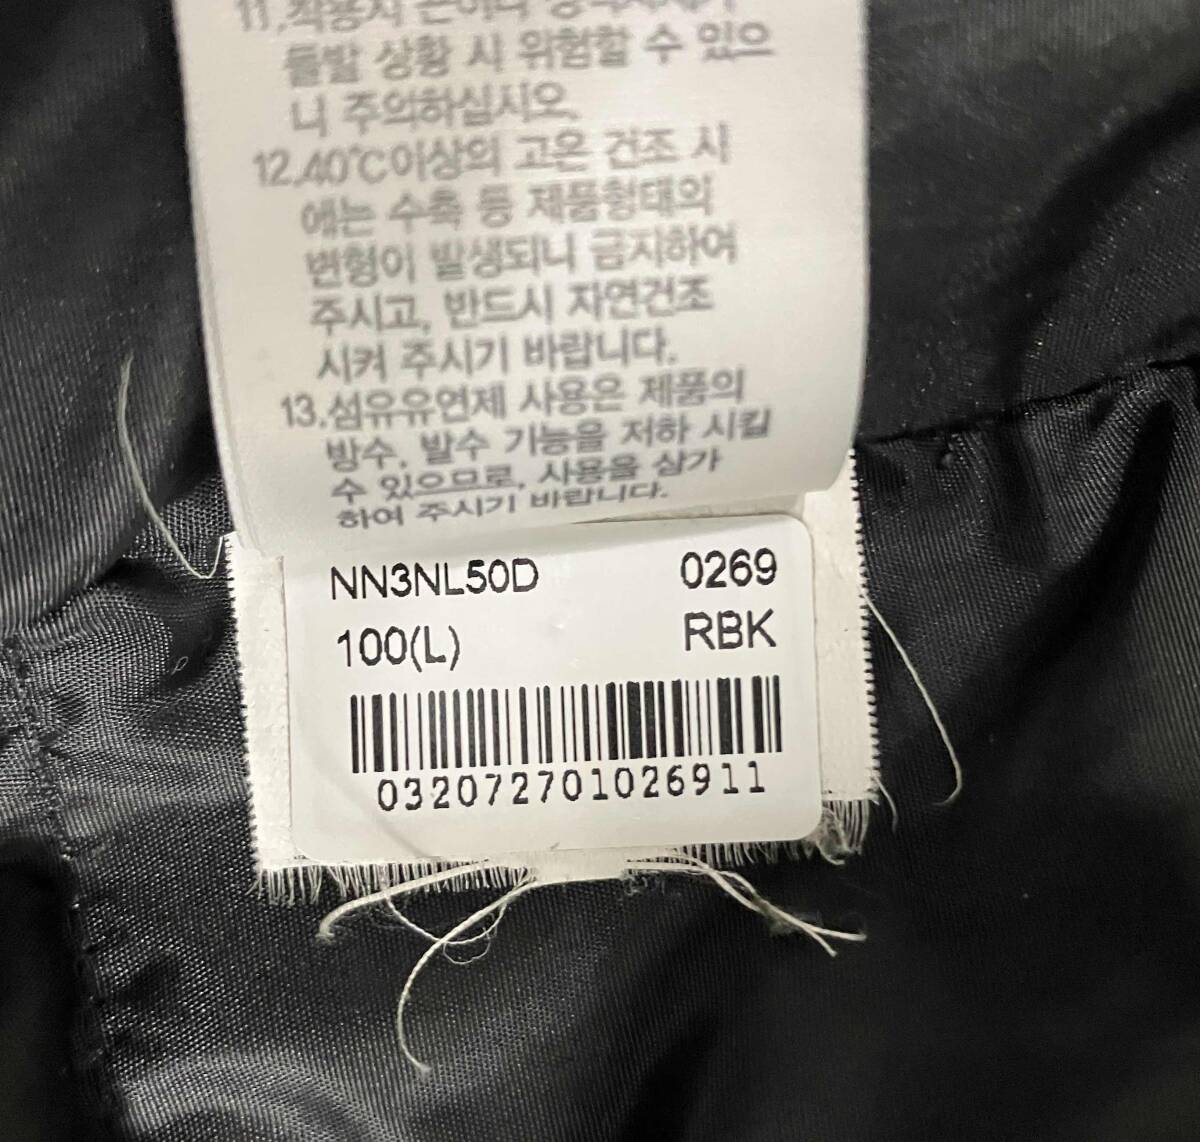 11.착용시
돌발 상황 시 위험할 수 있으
니 주의하십시오.
12.40℃이상의 고온 건조 시
에는 수축 등 제품형태의
변형이 발생되니 금지하여
주시고, 반드시 자연건조
시켜 주시기 바랍니다.
13.섬유유연제 사용은 제품의
방수, 발수 기능을 저하 시킬
수 있으므로, 사용을 삼가
하여 주시기 바랍니다.
NN3NL50D 0269
100(L) RBK
032072701026911